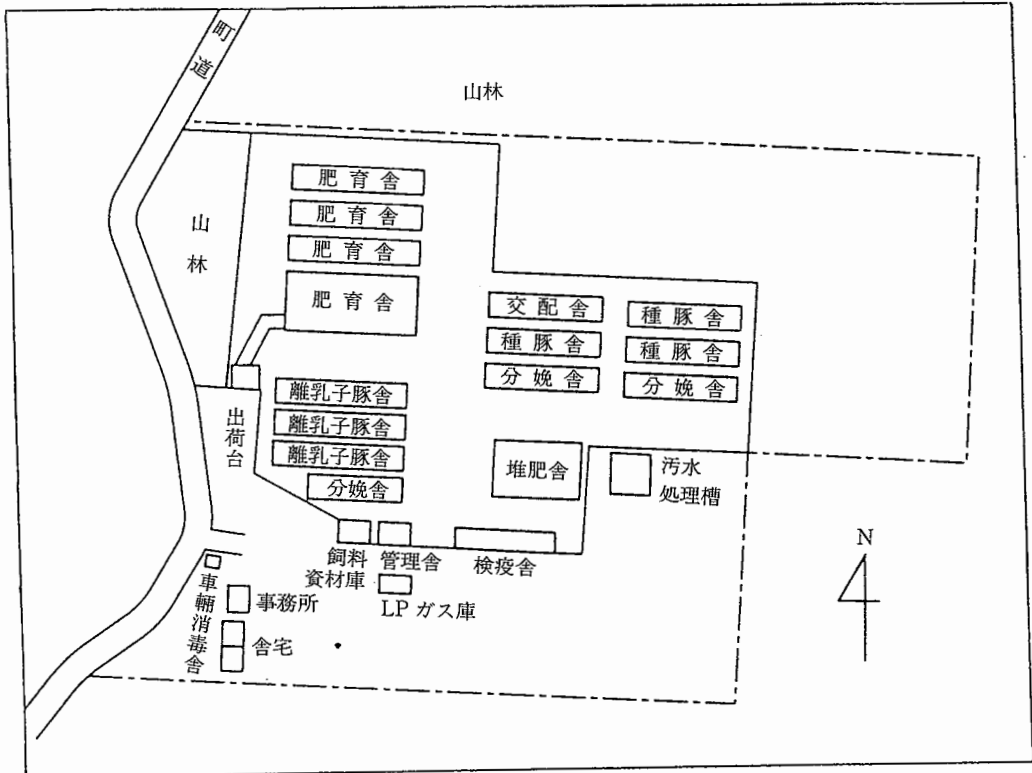 町道
山林
山林
肥育舎
肥育舎
肥育舎
肥育舎
交配舎
種豚舎
種豚舎
種豚舎
分娩舎
分娩舎
離乳子豚舎
離乳子豚舎
離乳子豚舎
分娩舎
出荷台
堆肥舎
汚水
処理槽
飼料
資材庫
管理舎
検疫舎
LPガス庫
車輛消毒舎
事務所
舎宅
N